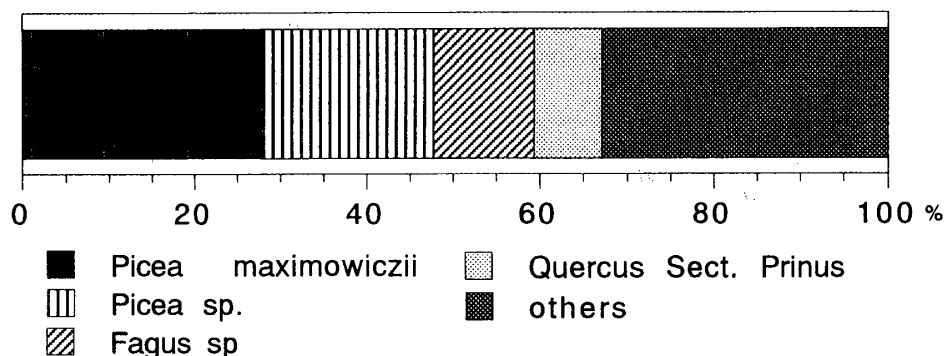 0 20 40 60 80 100 %
Picea maximowiczii
Picea sp.
Fagus sp
Quercus Sect. Prinus
others